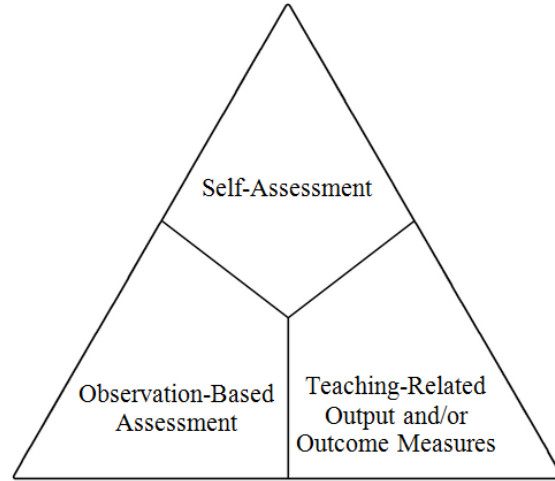 Self-Assessment
Observation-Based
Assessment
Teaching-Related
Output and/or
Outcome Measures